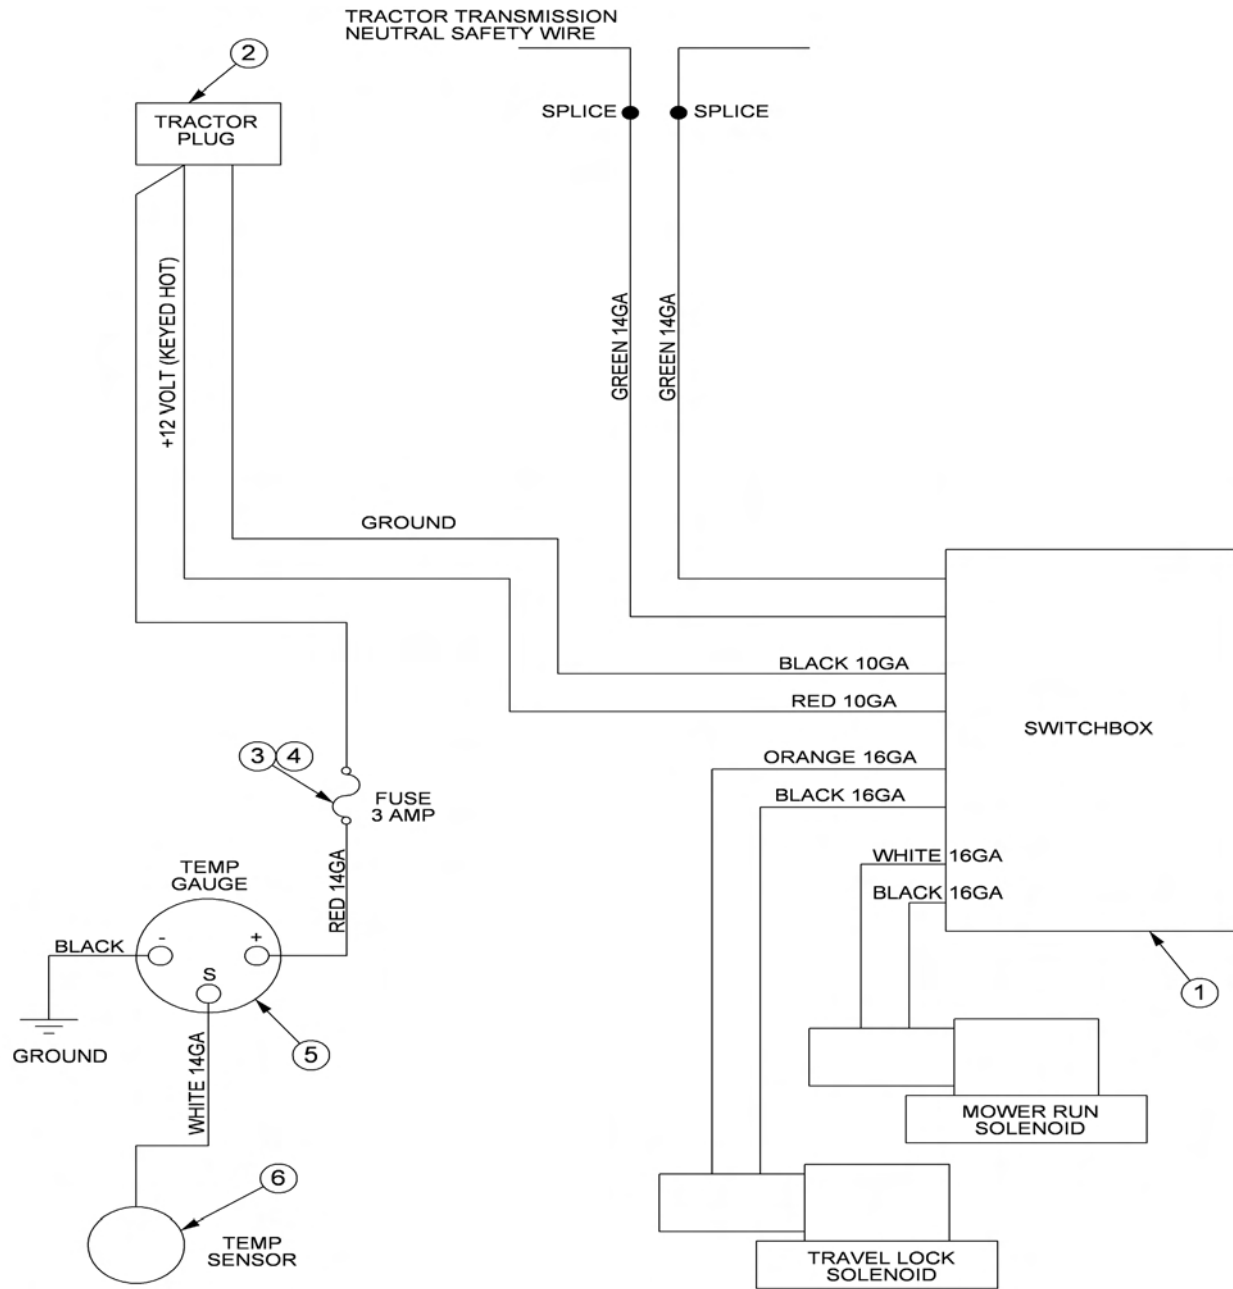 TRACTOR TRANSMISSION
NEUTRAL SAFETY WIRE
2
TRACTOR
PLUG
SPLICE
SPLICE
+12 VOLT (KEYED HOT)
GREEN 14GA
GREEN 14GA
GROUND
BLACK 10GA
RED 10GA
SWITCHBOX
ORANGE 16GA
BLACK 16GA
3
4
FUSE
3 AMP
WHITE 16GA
BLACK 16GA
RED 14GA
TEMP
GAUGE
BLACK
-
+
S
1
GROUND
5
WHITE 14GA
MOWER RUN
SOLENOID
6
TEMP
SENSOR
TRAVEL LOCK
SOLENOID